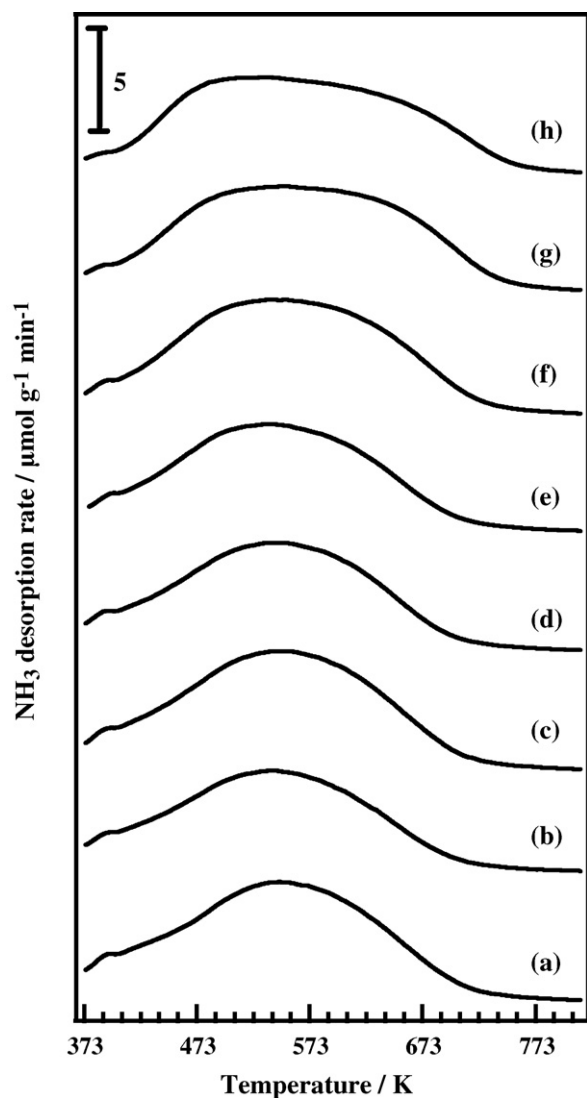 5
(h)
(g)
(f)
(e)
(d)
(c)
(b)
(a)
NH₃ desorption rate / μmol g⁻¹ min⁻¹
373 473 573 673 773
Temperature / K